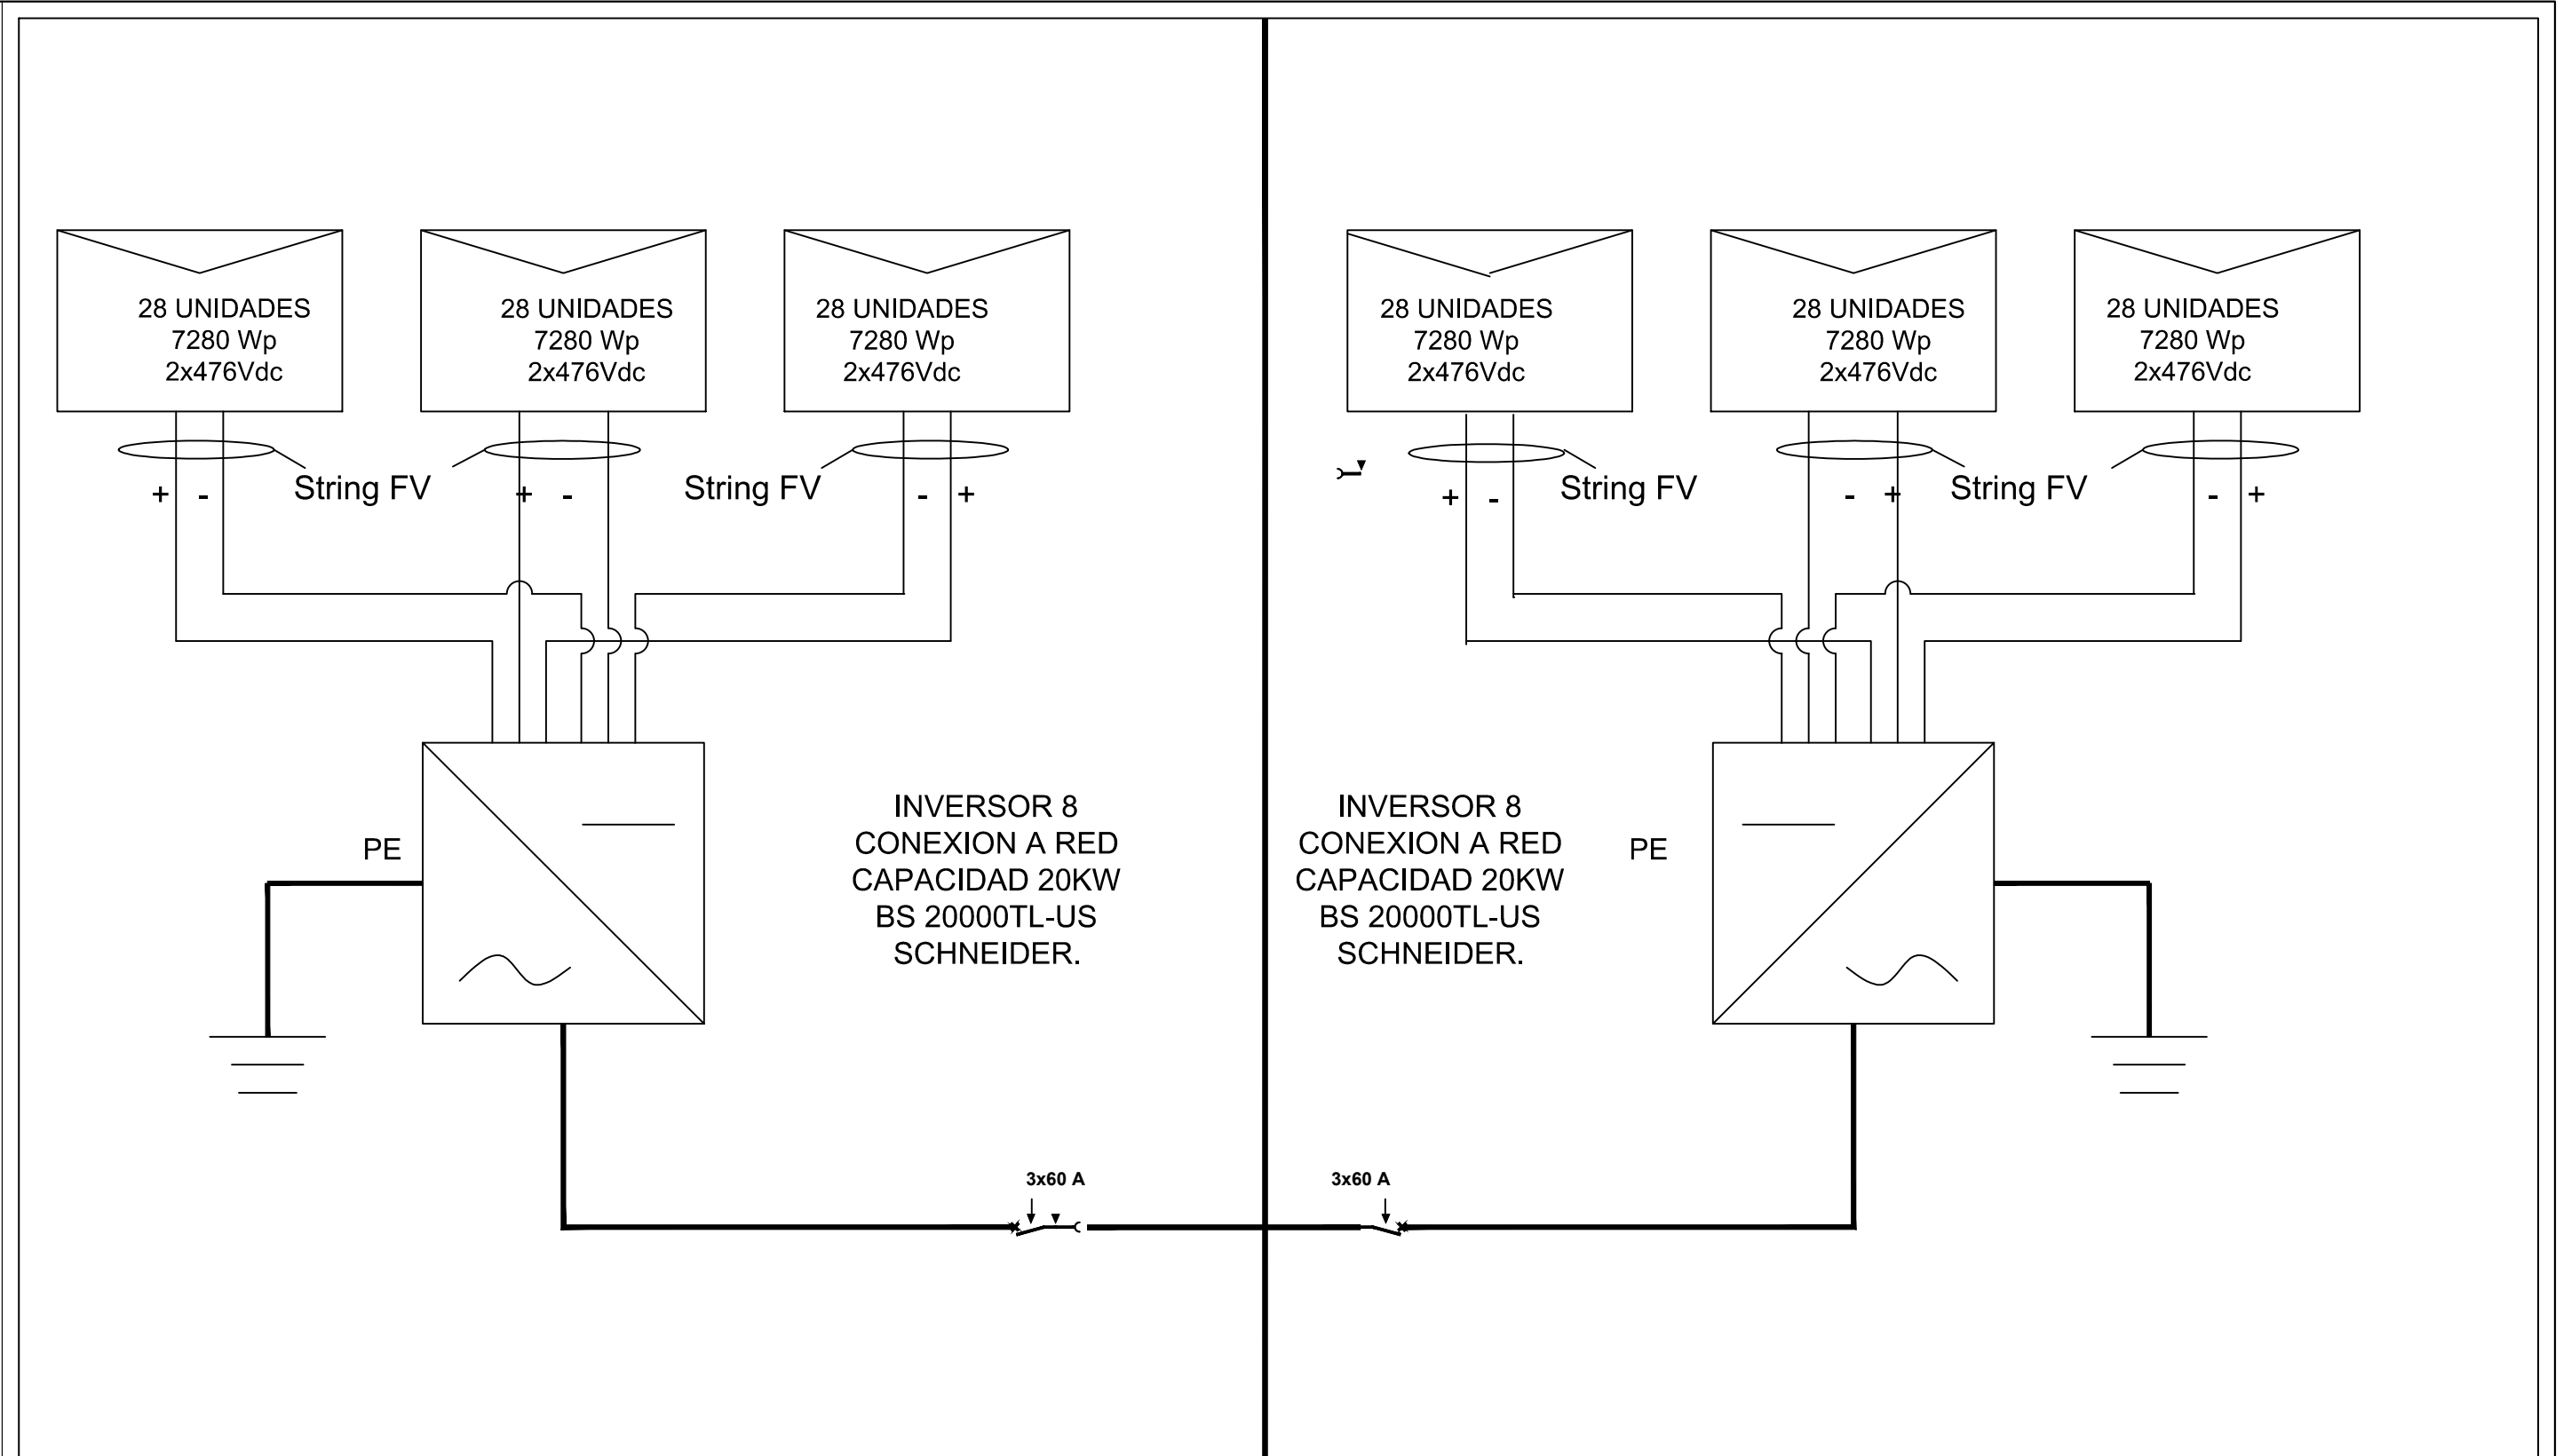 28 UNIDADES
7280 Wp
2x476Vdc
28 UNIDADES
7280 Wp
2x476Vdc
28 UNIDADES
7280 Wp
2x476Vdc
String FV
String FV
+ -
+ -
- +
INVERSOR 8
CONEXION A RED
CAPACIDAD 20KW
BS 20000TL-US
SCHNEIDER.
PE
3x60 A
28 UNIDADES
7280 Wp
2x476Vdc
28 UNIDADES
7280 Wp
2x476Vdc
28 UNIDADES
7280 Wp
2x476Vdc
String FV
String FV
+ -
- +
- +
INVERSOR 8
CONEXION A RED
CAPACIDAD 20KW
BS 20000TL-US
SCHNEIDER.
PE
3x60 A